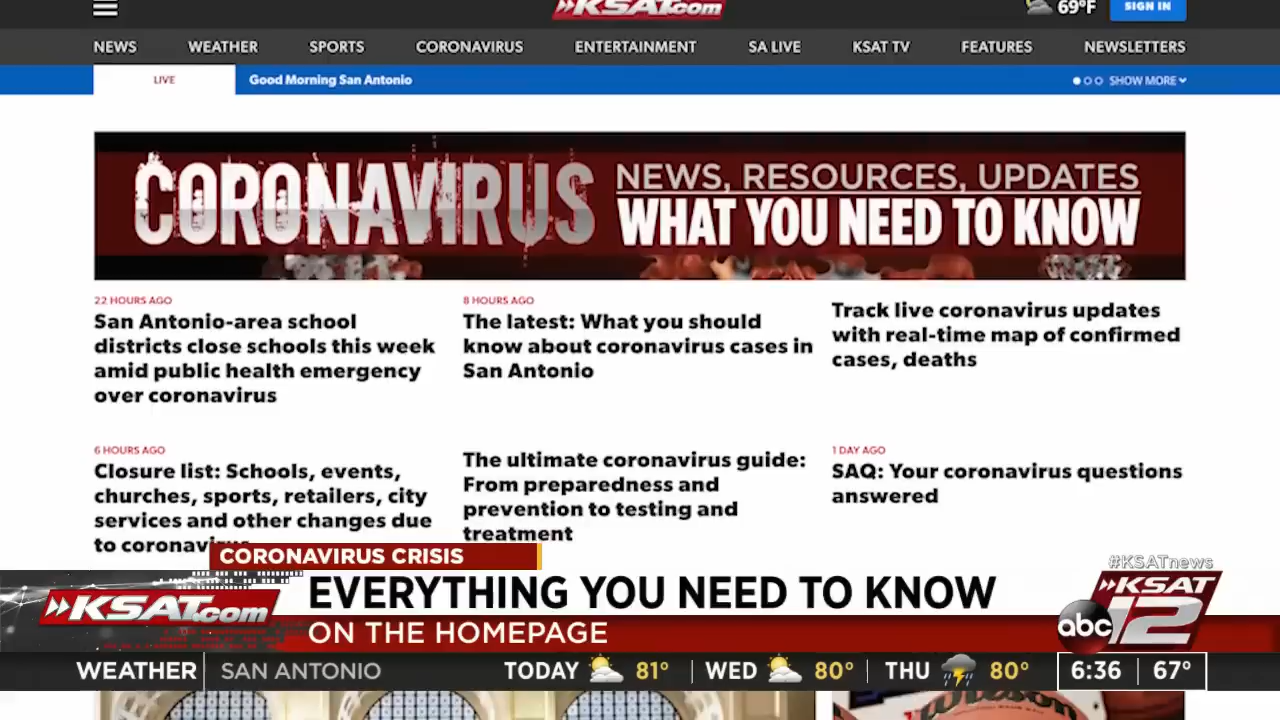 KSAT.com
69°F
SIGN IN
NEWS WEATHER SPORTS CORONAVIRUS ENTERTAINMENT SA LIVE KSAT TV FEATURES NEWSLETTERS
LIVE Good Morning San Antonio SHOW MORE
CORONAVIRUS
NEWS, RESOURCES, UPDATES
WHAT YOU NEED TO KNOW
22 HOURS AGO
San Antonio-area school
districts close schools this week
amid public health emergency
over coronavirus
8 HOURS AGO
The latest: What you should
know about coronavirus cases in
San Antonio
Track live coronavirus updates
with real-time map of confirmed
cases, deaths
6 HOURS AGO
Closure list: Schools, events,
churches, sports, retailers, city
services and other changes due
to coronavirus
The ultimate coronavirus guide:
From preparedness and
prevention to testing and
treatment
1 DAY AGO
SAQ: Your coronavirus questions
answered
CORONAVIRUS CRISIS
#KSATnews
KSAT.com
EVERYTHING YOU NEED TO KNOW
ON THE HOMEPAGE
KSAT
abc 12
WEATHER SAN ANTONIO TODAY 81° WED 80° THU 80° 6:36 67°
Wilson